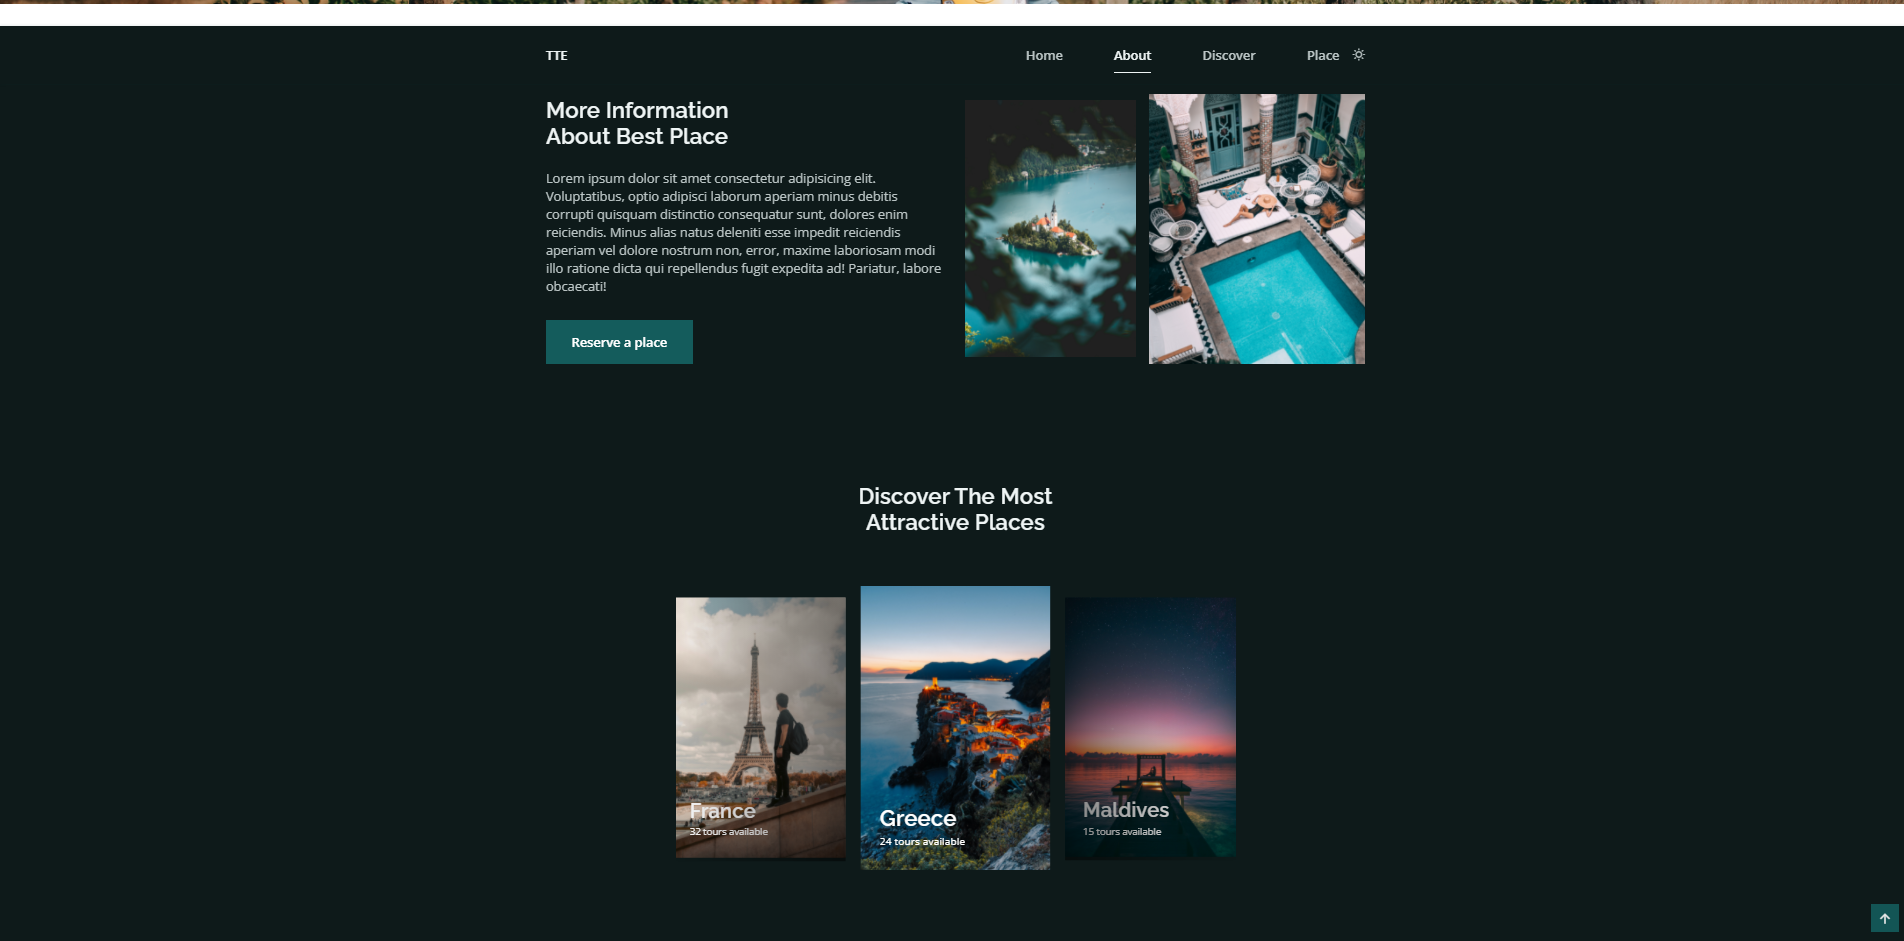 TTE
Home
About
Discover
Place
More Information
About Best Place
Lorem ipsum dolor sit amet consectetur adipisicing elit.
Voluptatibus, optio adipisci laborum aperiam minus debitis
corrupti quisquam distinctio consequatur sunt, dolores enim
reiciendis. Minus alias natus deleniti esse impedit reiciendis
aperiam vel dolore nostrum non, error, maxime laboriosam modi
illo ratione dicta qui repellendus fugit expedita ad! Pariatur, labore
obcaecati!
Reserve a place
Discover The Most
Attractive Places
France
32 tours available
Greece
24 tours available
Maldives
15 tours available